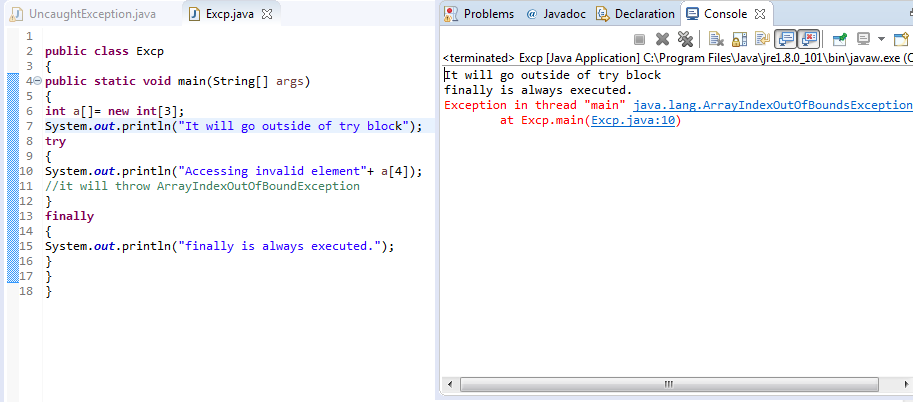 UncaughtException.java
Excp.java
1
2 public class Excp
3 {
4 public static void main(String[] args)
5 {
6 int a[]= new int[3];
7 System.out.println("It will go outside of try block");
8 try
9 {
10 System.out.println("Accessing invalid element"+ a[4]);
11 //it will throw ArrayIndexOutOfBoundException
12 }
13 finally
14 {
15 System.out.println("finally is always executed.");
16 }
17 }
18 }
Problems @ Javadoc Declaration Console
<terminated> Excp [Java Application] C:\Program Files\Java\jre1.8.0_101\bin\javaw.exe (
It will go outside of try block
finally is always executed.
Exception in thread "main" java.lang.ArrayIndexOutOfBoundsException
at Excp.main(Excp.java:10)